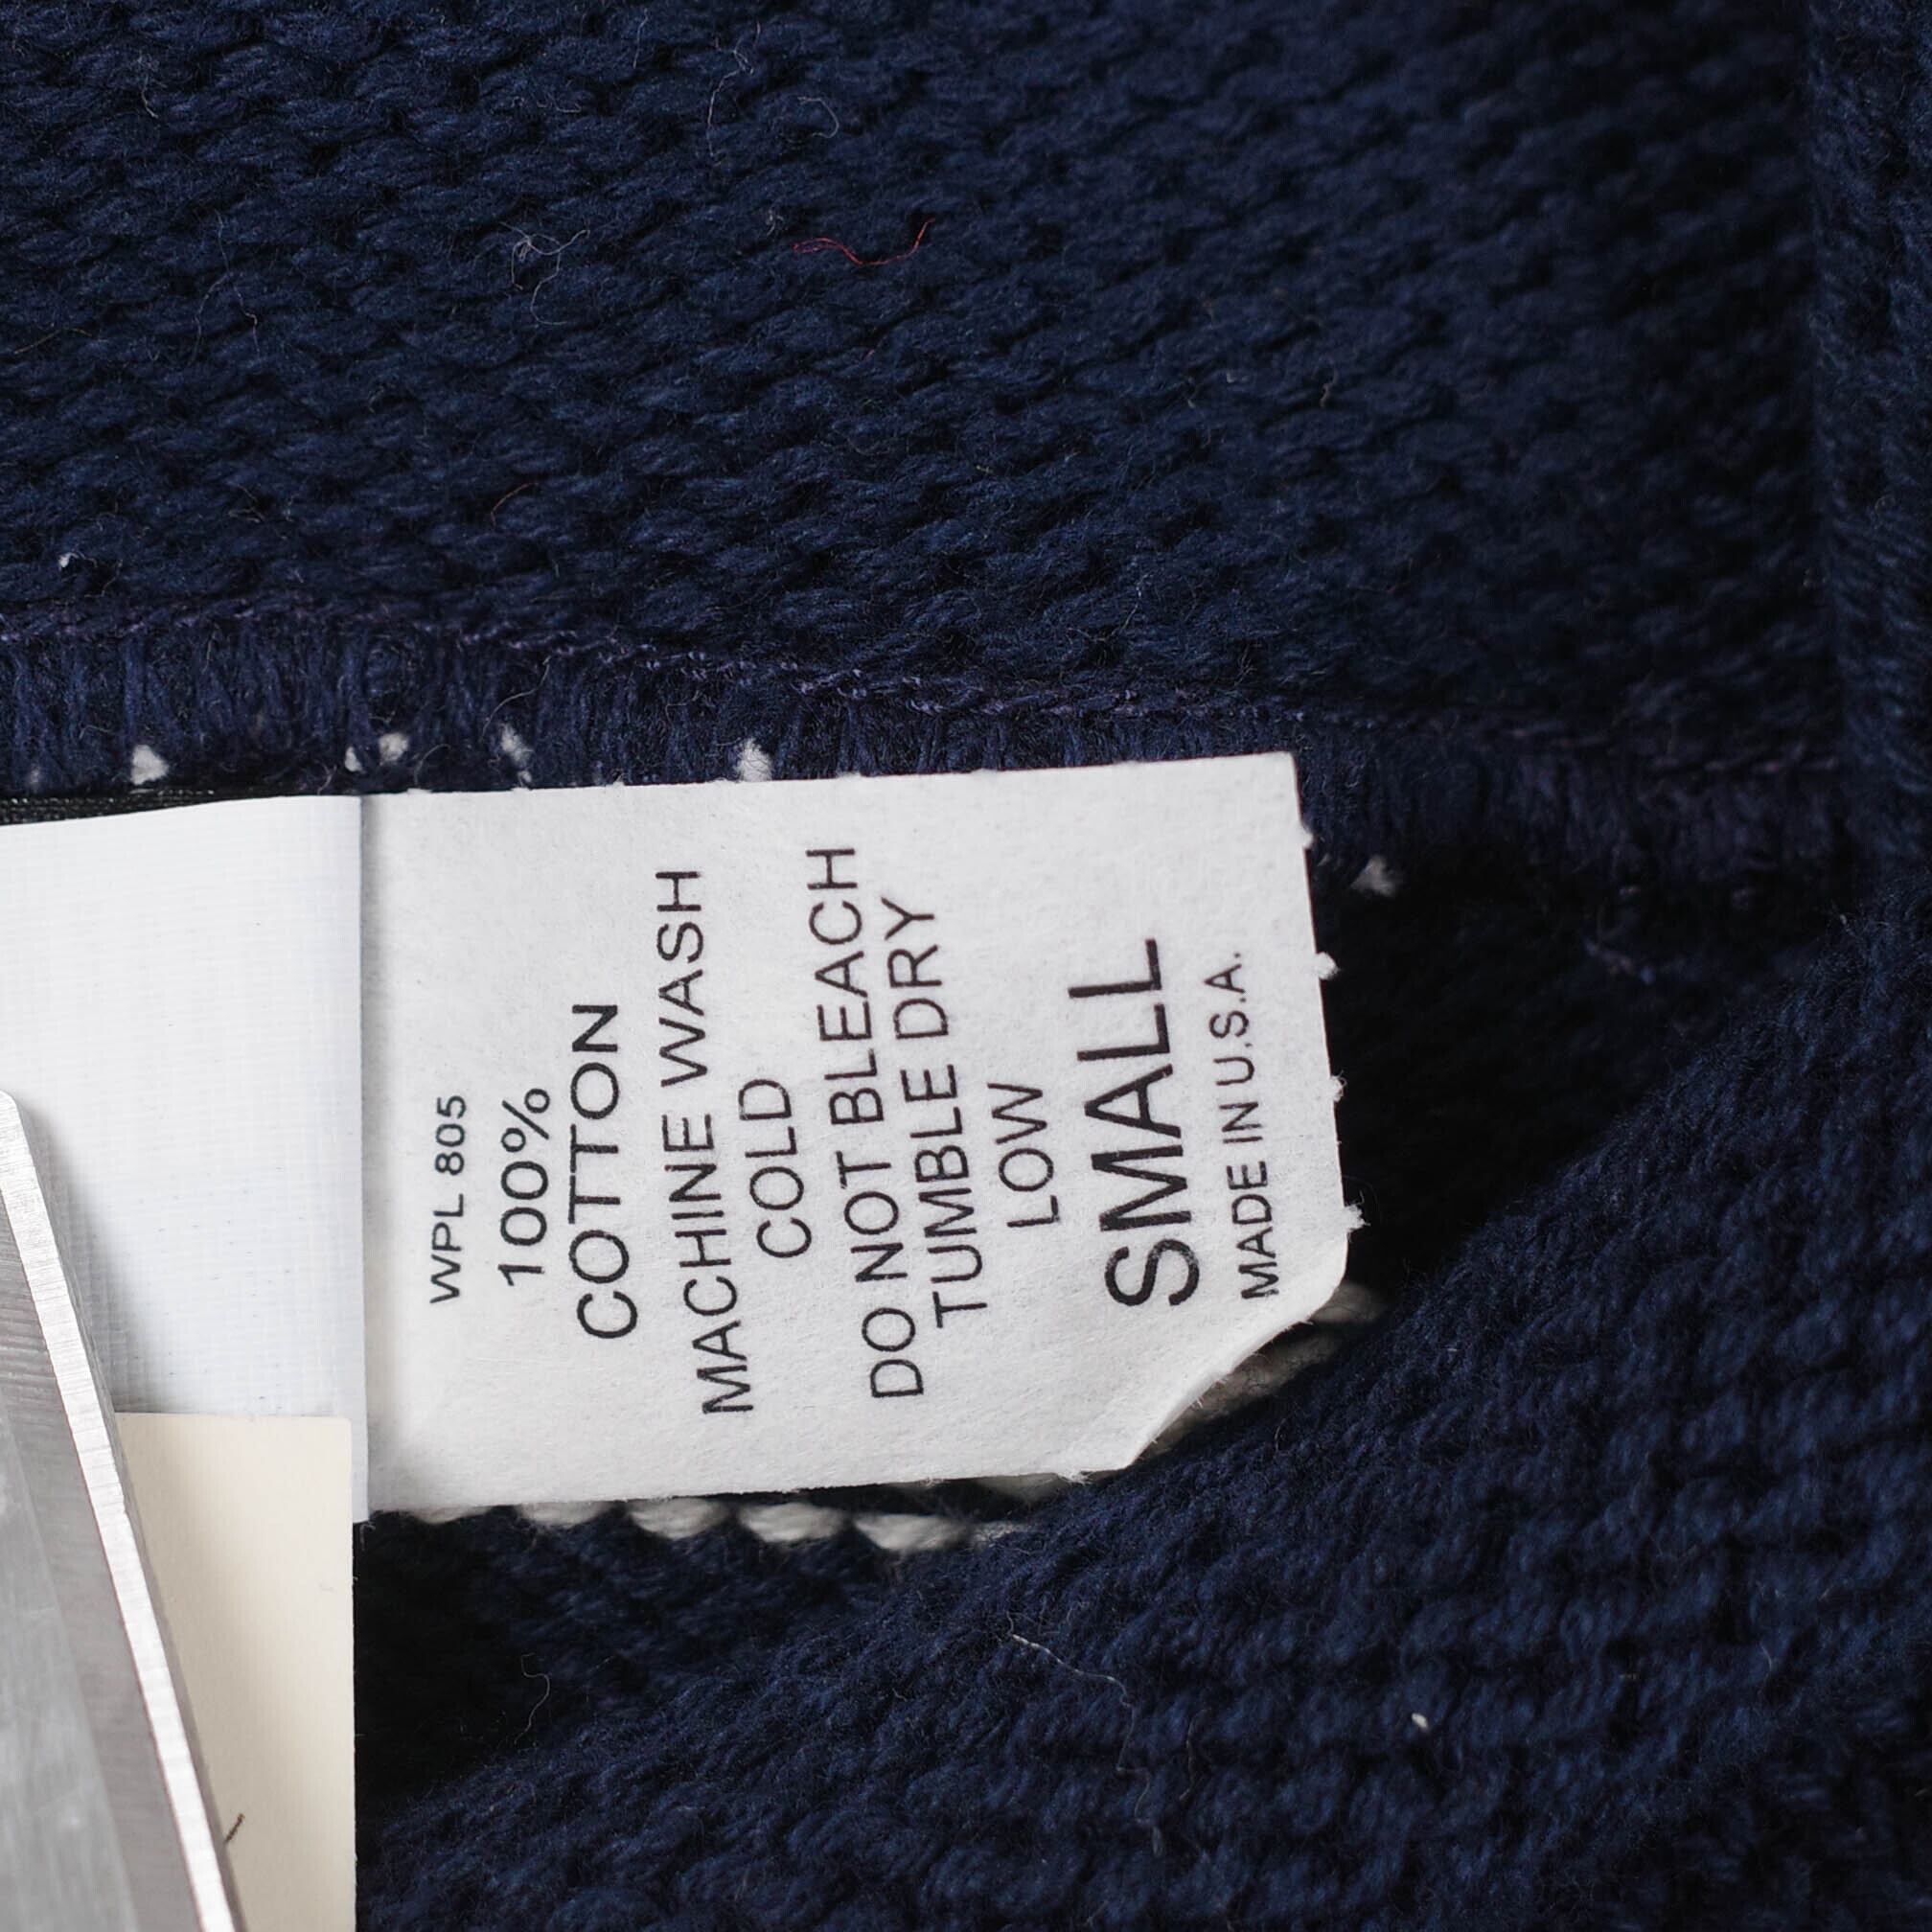 WPL 805
100%
COTTON
MACHINE WASH
COLD
DO NOT BLEACH
TUMBLE DRY
LOW
SMALL
MADE IN U.S.A.